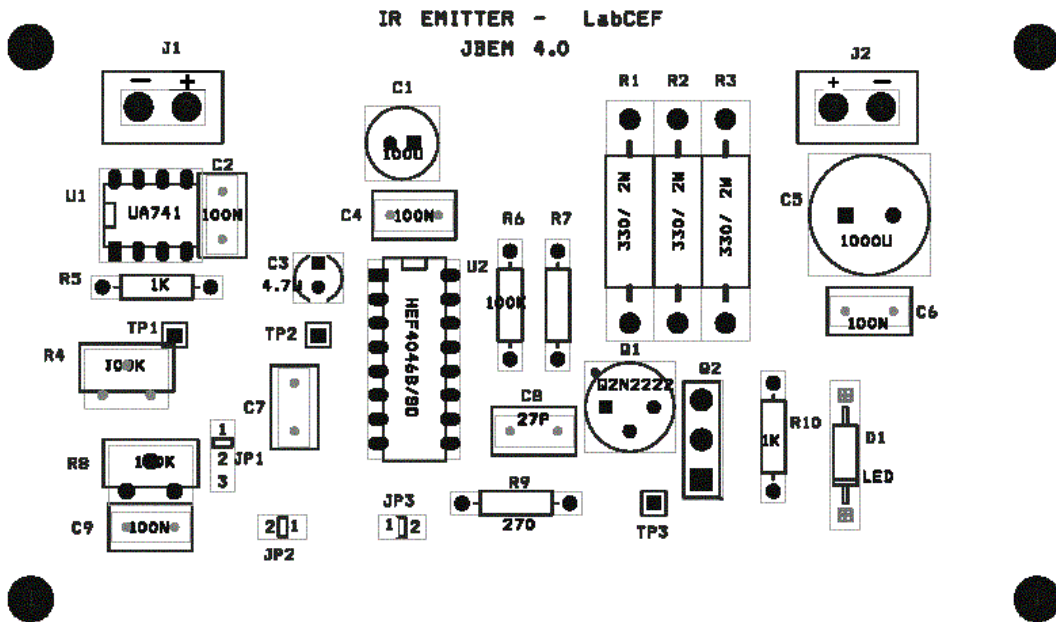 IR EMITTER - LabCEF
JBEM 4.0
J1
J2
- +
+ -
C1
R1 R2 R3
100U
U1
UA741
C2
100N
C4
100N
R6 R7
330/ 2W
330/ 2W
330/ 2W
C5
1000U
R5
1K
C3
4.7U
U2
HEF4046B/SO
100K
C6
100N
TP1
TP2
R4
100K
Q1
Q2N2222
Q2
C7
C8
27P
R10
1K
D1
LED
R8
100K
1
2
3
JP1
R9
270
C9
100N
2 1
JP2
JP3
1 2
TP3